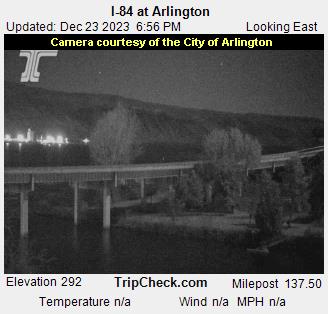 I-84 at Arlington
Updated: Dec 23 2023 6:56 PM Looking East
Camera courtesy of the City of Arlington
Elevation 292 TripCheck.com Milepost 137.50
Temperature n/a Wind n/a MPH n/a